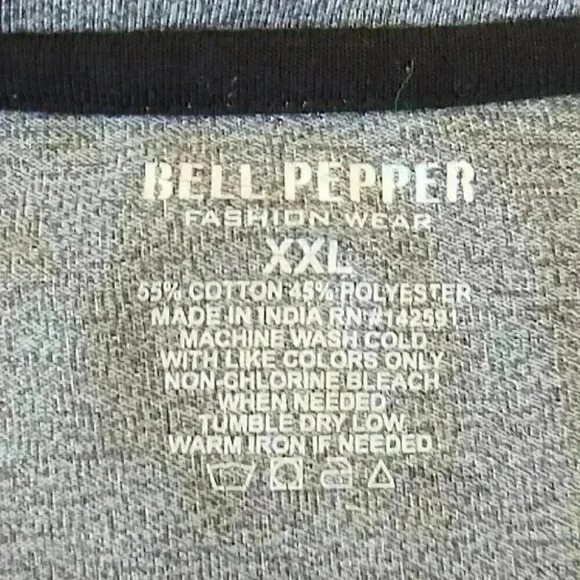 BELL PEPPER
FASHION WEAR
XXL
55% COTTON 45% POLYESTER
MADE IN INDIA RN#142591
MACHINE WASH COLD
WITH LIKE COLORS ONLY
NON-CHLORINE BLEACH
WHEN NEEDED
TUMBLE DRY LOW
WARM IRON IF NEEDED